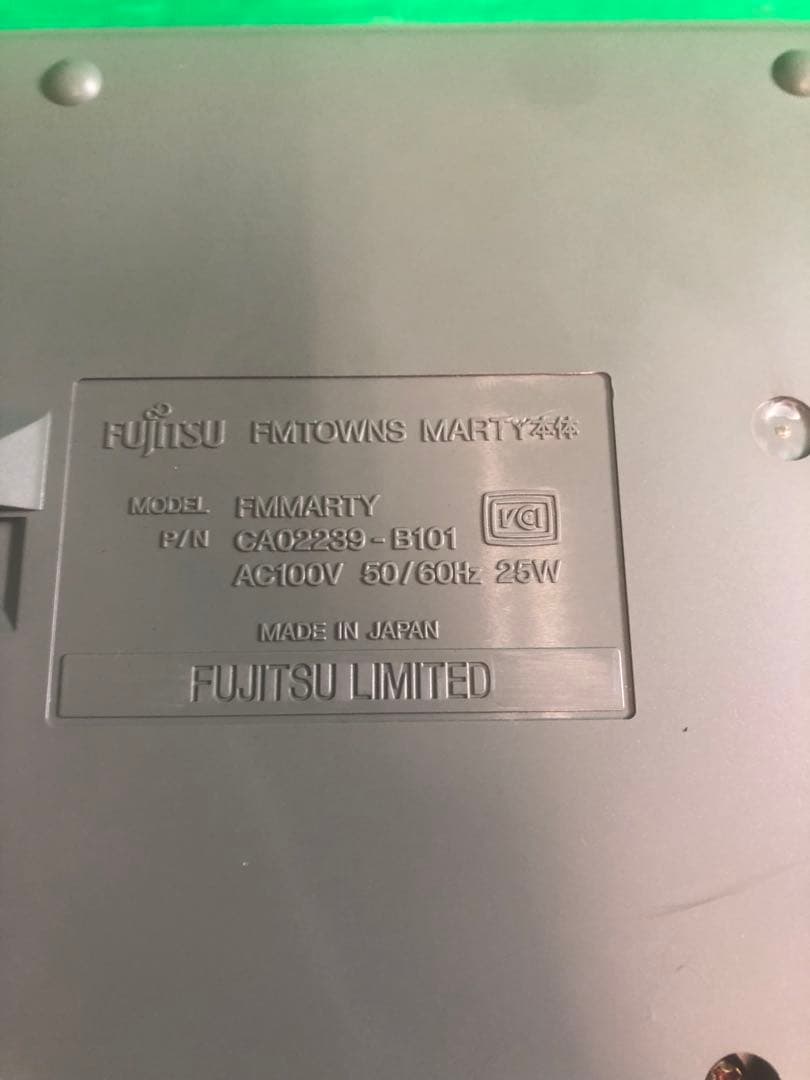 FUJITSU FMTOWNS MARTY本体
MODEL FMMARTY
P/N CA02239-B101
VCI
AC100V 50/60Hz 25W
MADE IN JAPAN
FUJITSU LIMITED